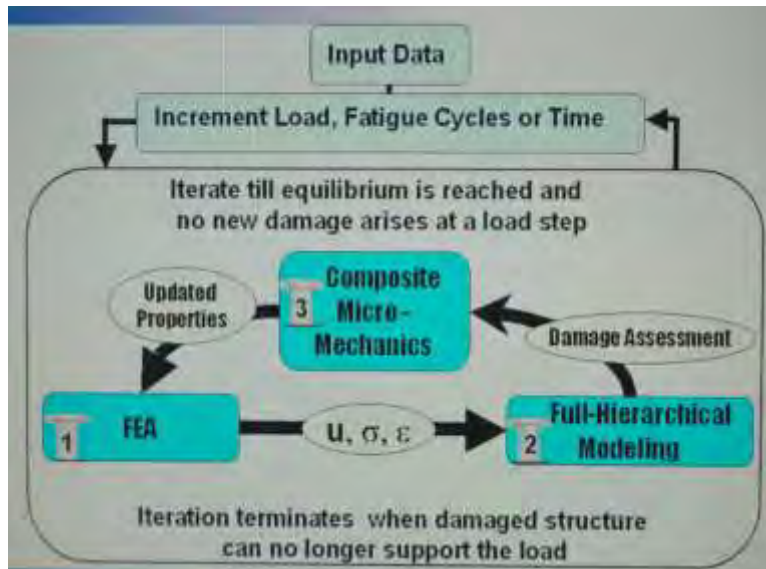 Input Data
Increment Load, Fatigue Cycles or Time
Iterate till equilibrium is reached and
no new damage arises at a load step
Updated
Properties
3
Composite
Micro-
Mechanics
Damage Assessment
1
FEA
u, σ, ε
2
Full-Hierarchical
Modeling
Iteration terminates when damaged structure
can no longer support the load